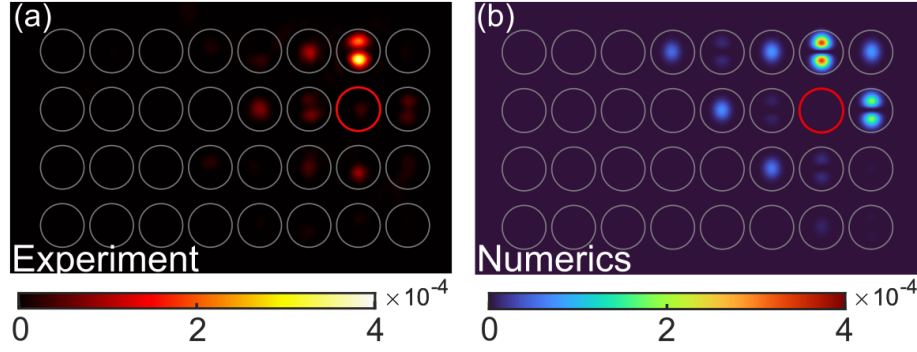 (a)
(b)
Experiment
Numerics
0 2 4 ×10⁻⁴
0 2 4 ×10⁻⁴